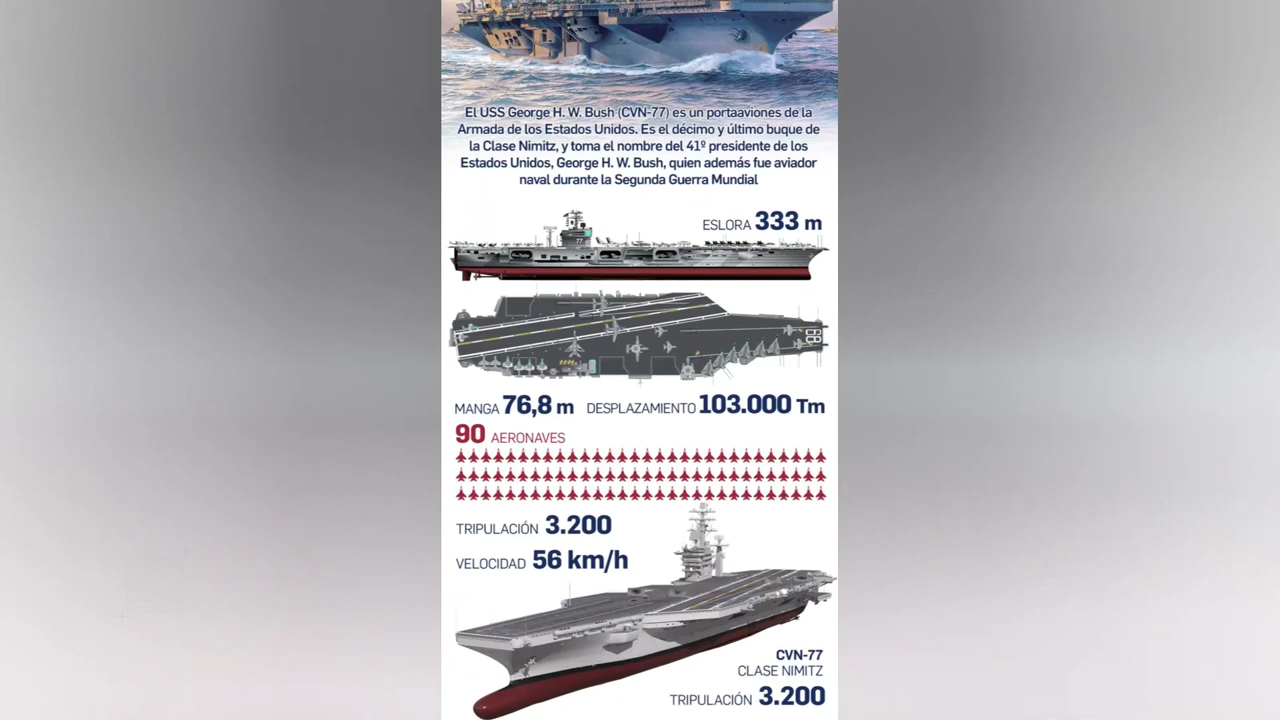 El USS George H. W. Bush (CVN-77) es un portaaviones de la
Armada de los Estados Unidos. Es el décimo y último buque de
la Clase Nimitz, y toma el nombre del 41º presidente de los
Estados Unidos, George H. W. Bush, quien además fue aviador
naval durante la Segunda Guerra Mundial
ESLORA 333 m
77
68
MANGA 76,8 m DESPLAZAMIENTO 103.000 Tm
90 AERONAVES
TRIPULACIÓN 3.200
VELOCIDAD 56 km/h
CVN-77
CLASE NIMITZ
TRIPULACIÓN 3.200